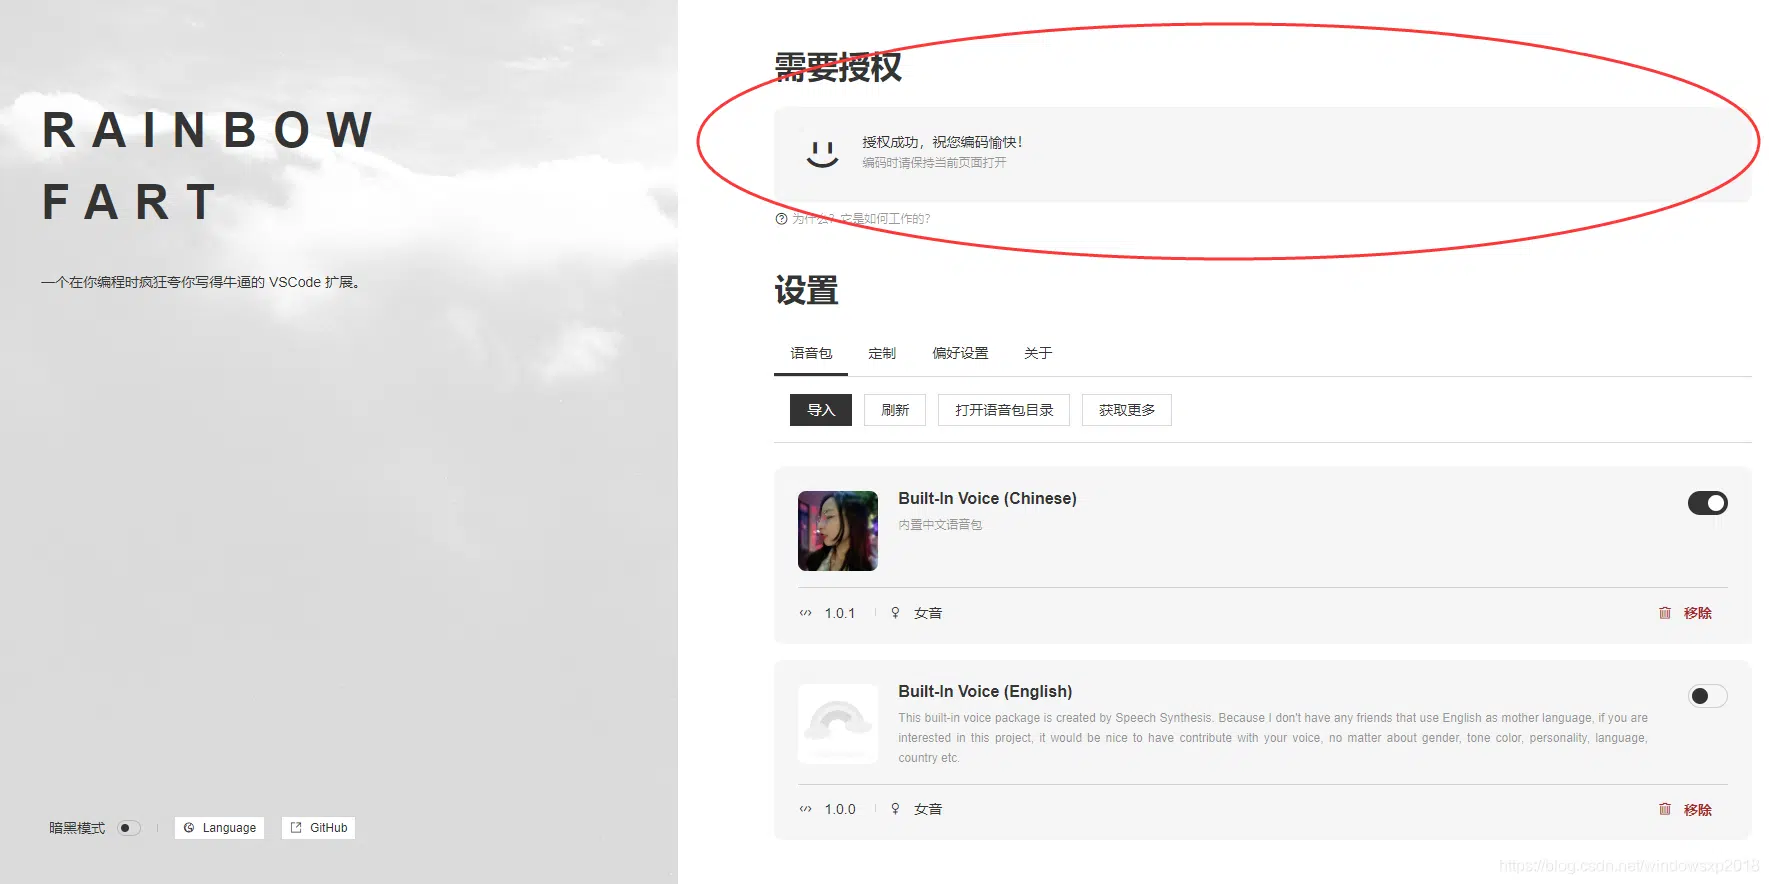 RAINBOW
FART
一个在你编程时疯狂夸你写得牛逼的 VSCode 扩展。
暗黑模式
Language
GitHub
需要授权
授权成功，祝您编码愉快！
编码时请保持当前页面打开
为什么？它是如何工作的？
设置
语音包 定制 偏好设置 关于
导入 刷新 打开语音包目录 获取更多
Built-In Voice (Chinese)
内置中文语音包
1.0.1 女音 移除
Built-In Voice (English)
This built-in voice package is created by Speech Synthesis. Because I don't have any friends that use English as mother language, if you are
interested in this project, it would be nice to have contribute with your voice, no matter about gender, tone color, personality, language,
country etc.
1.0.0 女音 移除
https://blog.csdn.net/windowsxp2018